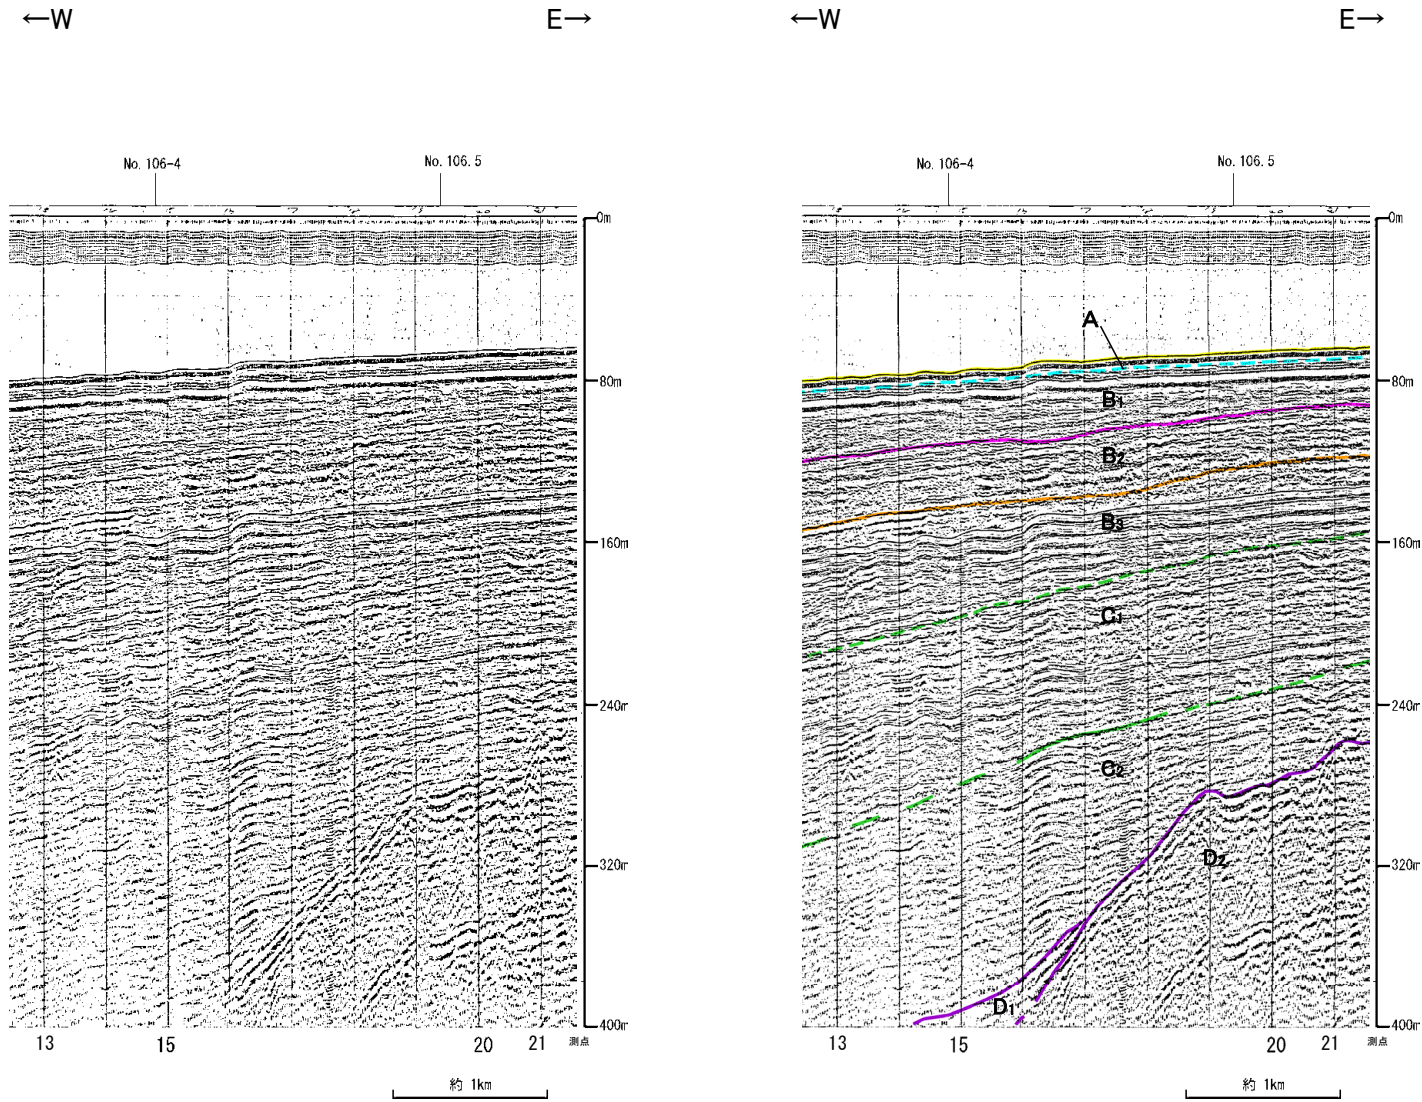 ←W E→ ←W E→
No. 106-4 No. 106.5 No. 106-4 No. 106.5
0m 0m
A
80m 80m
B1
B2
B3
160m 160m
C1
240m 240m
C2
320m 320m
D2
D1
400m 400m
13 15 20 21 測点 13 15 20 21 測点
約 1km 約 1km